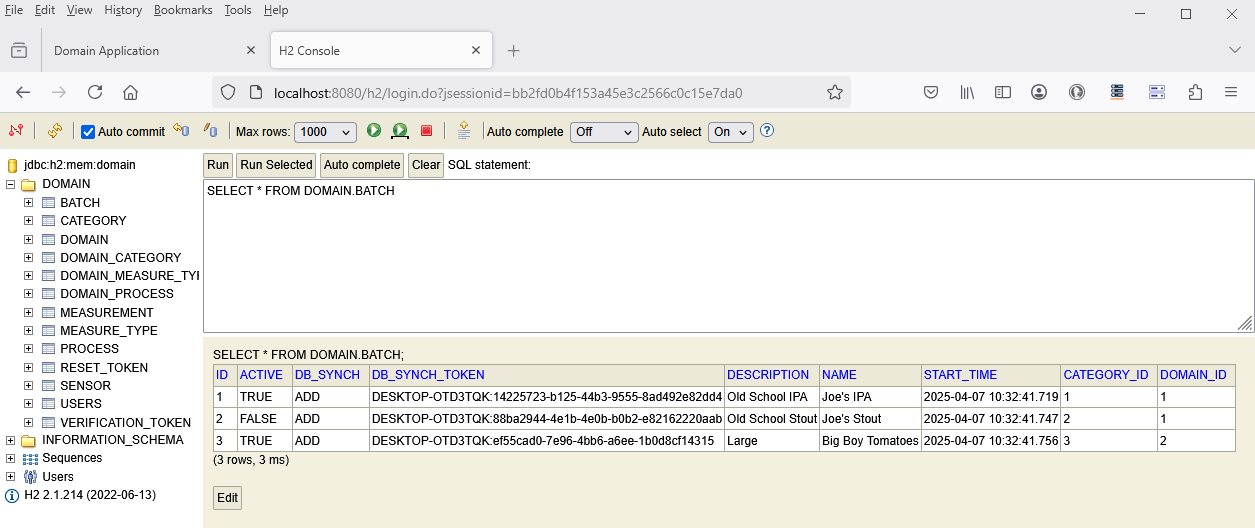 File Edit View History Bookmarks Tools Help
Domain Application
H2 Console
localhost:8080/h2/login.do?jsessionid=bb2fd0b4f153a45e3c2566c0c15e7da0
Auto commit Max rows: 1000 Auto complete Off Auto select On
jdbc:h2:mem:domain
DOMAIN
BATCH
CATEGORY
DOMAIN
DOMAIN_CATEGORY
DOMAIN_MEASURE_TYI
DOMAIN_PROCESS
MEASUREMENT
MEASURE_TYPE
PROCESS
RESET_TOKEN
SENSOR
USERS
VERIFICATION_TOKEN
INFORMATION_SCHEMA
Sequences
Users
H2 2.1.214 (2022-06-13)
Run Run Selected Auto complete Clear SQL statement:
SELECT * FROM DOMAIN.BATCH
SELECT * FROM DOMAIN.BATCH;
ID ACTIVE DB_SYNCH DB_SYNCH_TOKEN DESCRIPTION NAME START_TIME CATEGORY_ID DOMAIN_ID
1 TRUE ADD DESKTOP-OTD3TQK:14225723-b125-44b3-9555-8ad492e82dd4 Old School IPA Joe's IPA 2025-04-07 10:32:41.719 1 1
2 FALSE ADD DESKTOP-OTD3TQK:88ba2944-4e1b-4e0b-b0b2-e82162220aab Old School Stout Joe's Stout 2025-04-07 10:32:41.747 2 1
3 TRUE ADD DESKTOP-OTD3TQK:ef55cad0-7e96-4bb6-a6ee-1b0d8cf14315 Large Big Boy Tomatoes 2025-04-07 10:32:41.756 3 2
(3 rows, 3 ms)
Edit